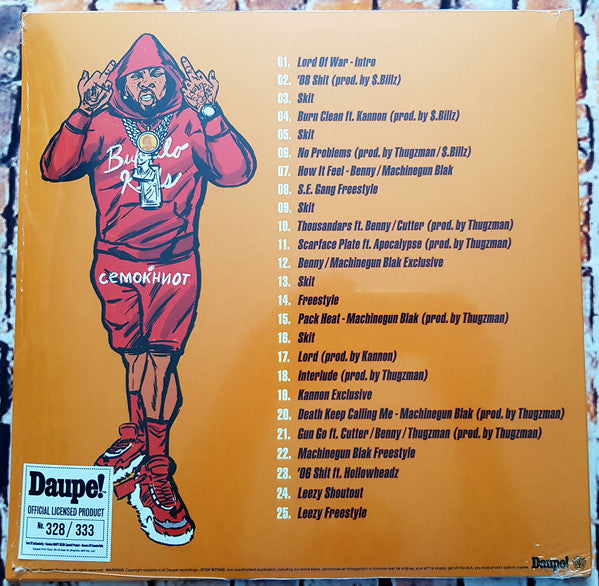 01. Lord Of War - Intro
02. '08 Shit (prod. by $.Billz)
03. Skit
04. Burn Clean ft. Kannon (prod. by $.Billz)
05. Skit
06. No Problems (prod. by Thugzman / $.Billz)
07. How It Feel - Benny / Machinegun Blak
08. S.E. Gang Freestyle
09. Skit
10. Thousandars ft. Benny / Cutter (prod. by Thugzman)
11. Scarface Plate ft. Apocalypse (prod. by Thugzman)
12. Benny / Machinegun Blak Exclusive
13. Skit
14. Freestyle
15. Pack Heat - Machinegun Blak (prod. by Thugzman)
16. Skit
17. Lord (prod. by Kannon)
18. Interlude (prod. by Thugzman)
19. Kannon Exclusive
20. Death Keep Calling Me - Machinegun Blak (prod. by Thugzman)
21. Gun Go ft. Cutter / Benny / Thugzman (prod. by Thugzman)
22. Machinegun Blak Freestyle
23. '06 Shit ft. Hollowheadz
24. Leezy Shoutout
25. Leezy Freestyle
Buffalo
Kids
Daupe!
OFFICIAL LICENSED PRODUCT
No. 328 / 333
Daupe!